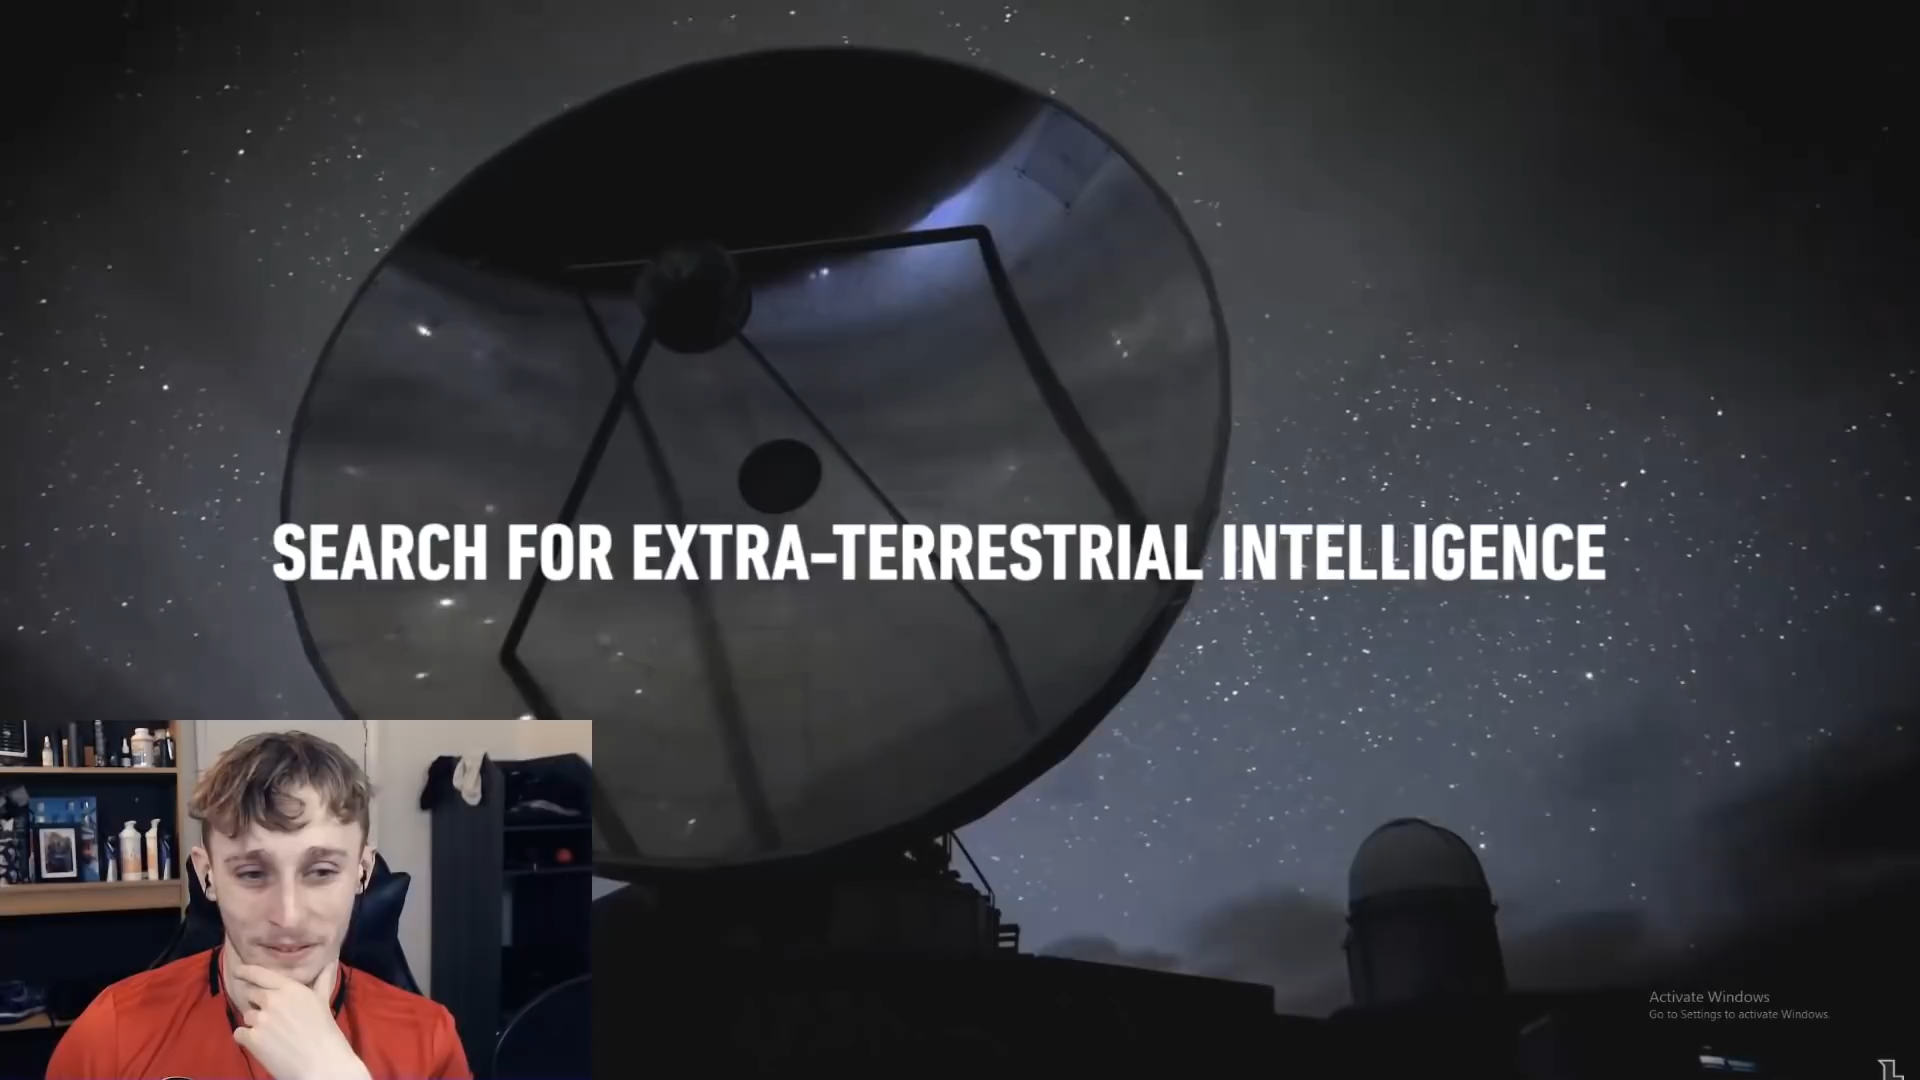 SEARCH FOR EXTRA-TERRESTRIAL INTELLIGENCE
Activate Windows
Go to Settings to activate Windows.